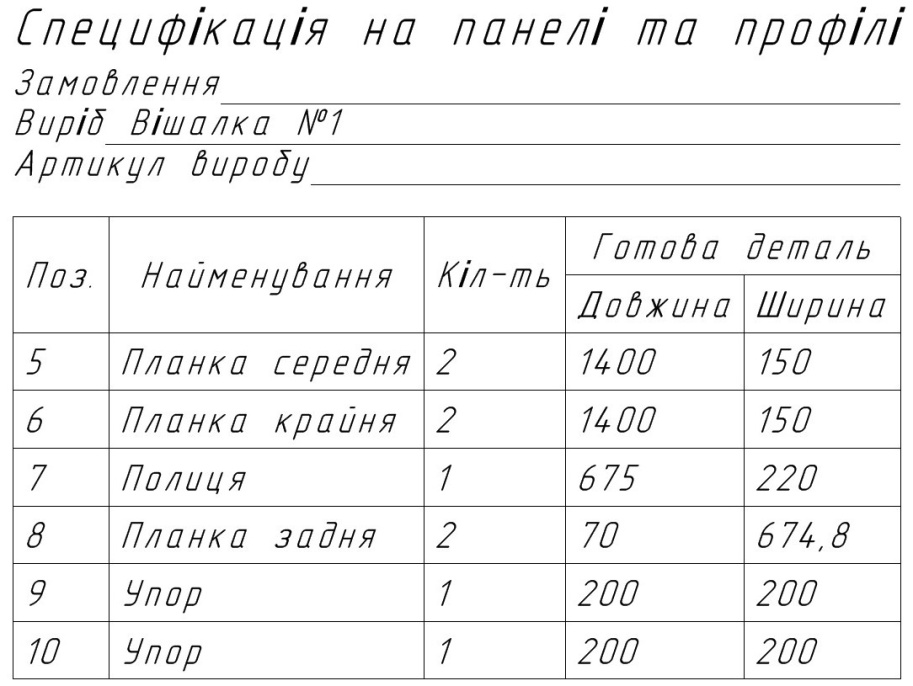 Специфікація на панелі та профілі
Замовлення
Виріб Вішалка №1
Артикул виробу
Поз. Найменування Кіл-ть Готова деталь
Довжина Ширина
5 Планка середня 2 1400 150
6 Планка крайня 2 1400 150
7 Полиця 1 675 220
8 Планка задня 2 70 674,8
9 Упор 1 200 200
10 Упор 1 200 200